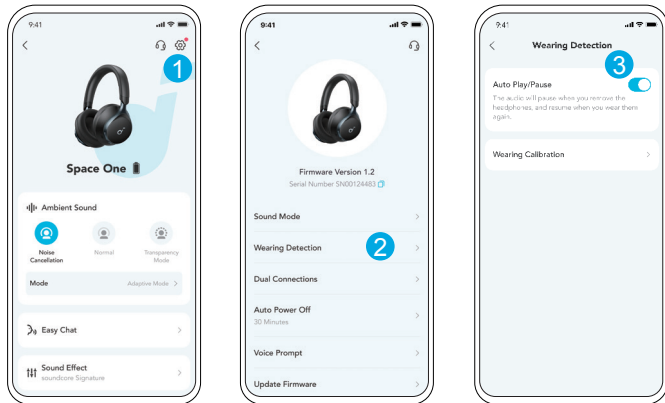 9:41
1
Space One
Ambient Sound
Noise
Cancellation
Normal
Transparency
Mode
Mode
Adaptive Mode
Easy Chat
Sound Effect
soundcore Signature
9:41
Firmware Version 1.2
Serial Number SN00124483
Sound Mode
Wearing Detection
2
Dual Connections
Auto Power Off
30 Minutes
Voice Prompt
Update Firmware
9:41
Wearing Detection
3
Auto Play/Pause
The audio will pause when you remove the
headphones, and resume when you wear them
again.
Wearing Calibration